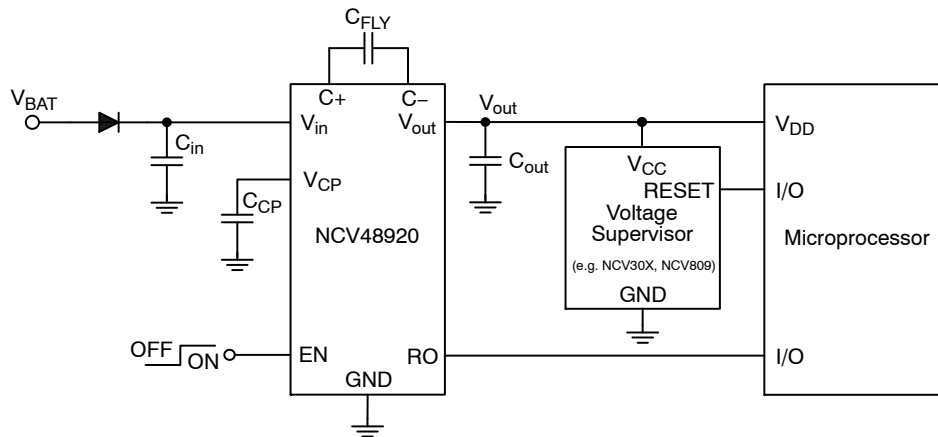 C_FLY
V_BAT
C+
C−
V_in
V_out
V_out
V_DD
C_in
C_out
V_CC
V_CP
RESET
I/O
C_CP
Voltage
Supervisor
NCV48920
Microprocessor
(e.g. NCV30X, NCV809)
GND
OFF
ON
EN
RO
I/O
GND